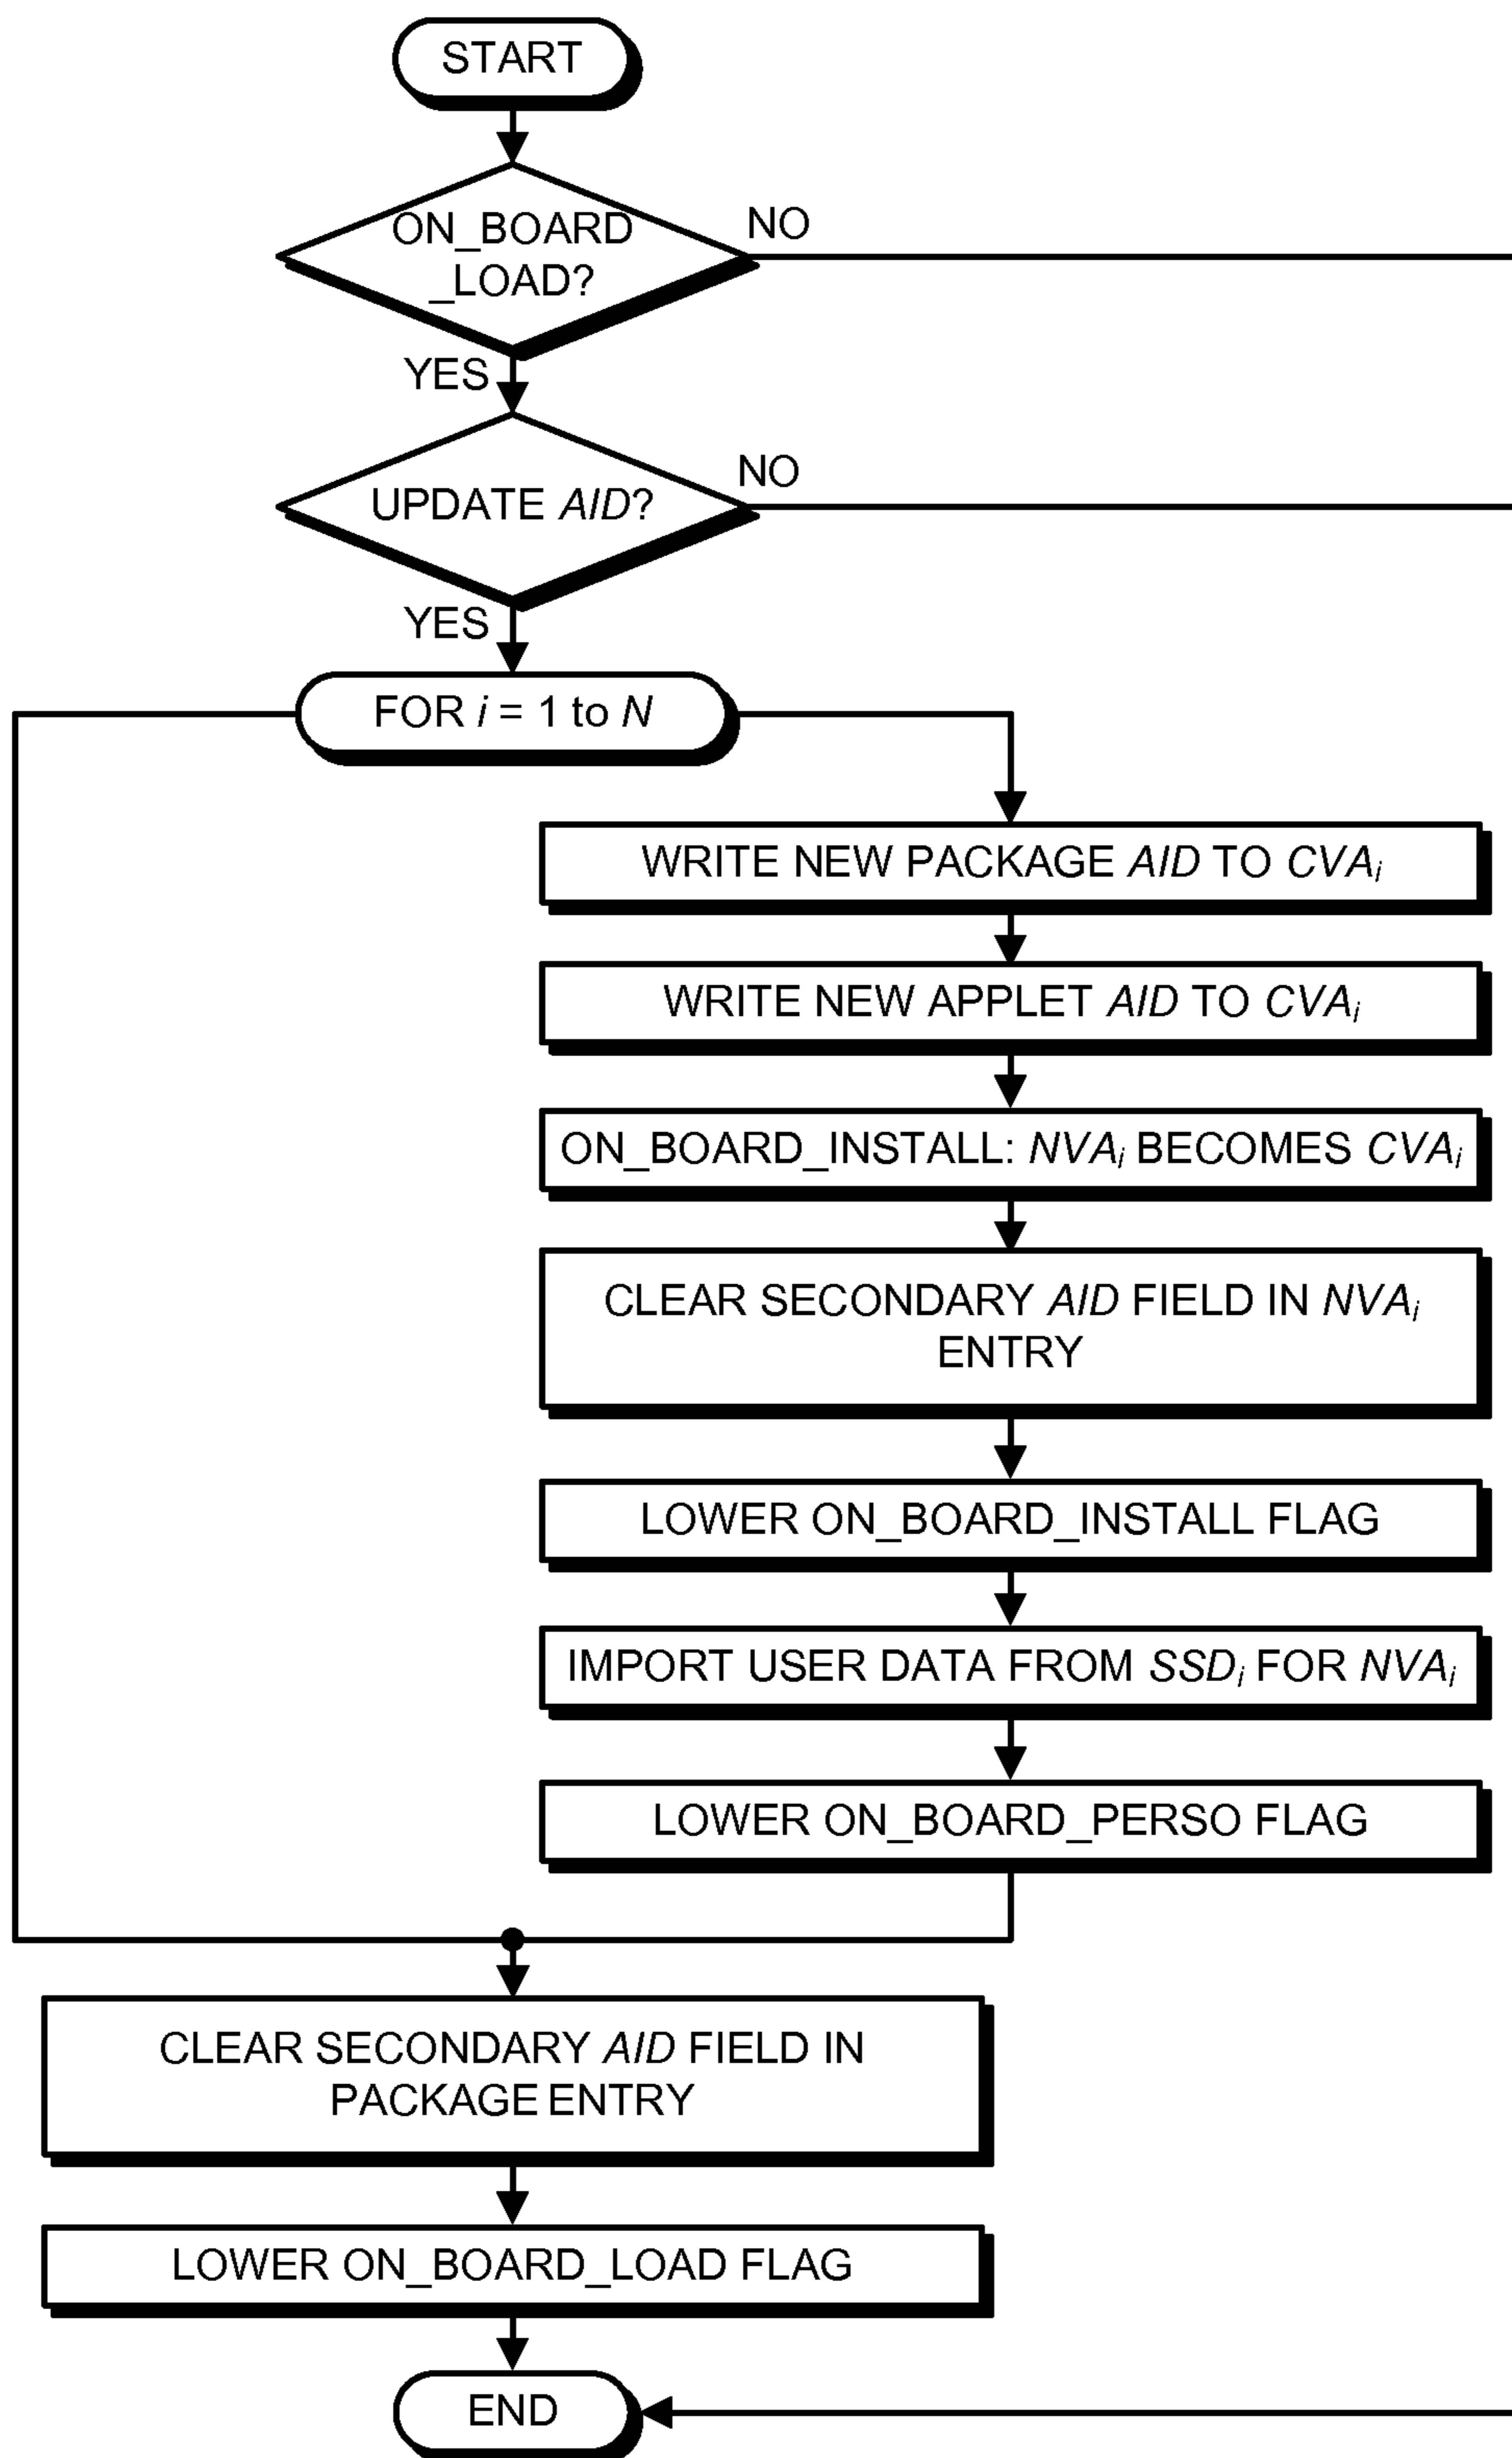 START
ON_BOARD
_LOAD?
NO
YES
UPDATE AID?
NO
YES
FOR i = 1 to N
WRITE NEW PACKAGE AID TO CVAi
WRITE NEW APPLET AID TO CVAi
ON_BOARD_INSTALL: NVAi BECOMES CVAi
CLEAR SECONDARY AID FIELD IN NVAi
ENTRY
LOWER ON_BOARD_INSTALL FLAG
IMPORT USER DATA FROM SSDi FOR NVAi
LOWER ON_BOARD_PERSO FLAG
CLEAR SECONDARY AID FIELD IN
PACKAGE ENTRY
LOWER ON_BOARD_LOAD FLAG
END